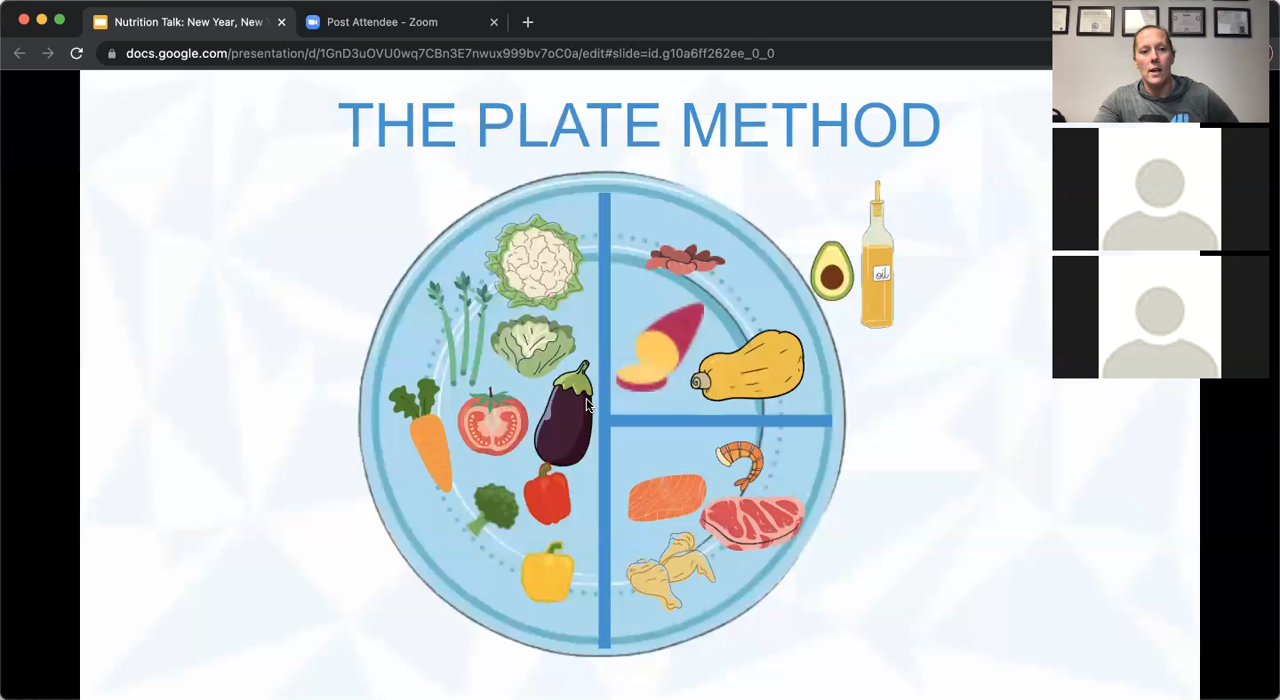 Nutrition Talk: New Year, New
Post Attendee - Zoom
docs.google.com/presentation/d/1GnD3uOVU0wq7CBn3E7nwux999bv7oC0a/edit#slide=id.g10a6ff262ee_0_0
THE PLATE METHOD
oil